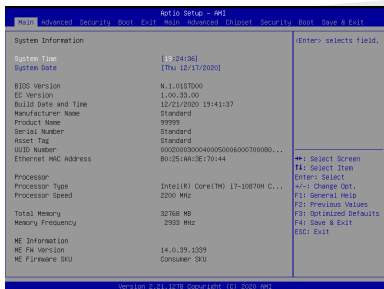 Aptio Setup - AMI
Main Advanced Security Boot Exit Main Advanced Chipset Security Boot Save & Exit
System Information
<Enter> selects field.
System Time [19:24:36]
System Date [Thu 12/17/2020]
BIOS Version N.1.01STD00
EC Version 1.00.33.00
Build Date and Time 12/21/2020 19:41:37
Manufacturer Name Standard
Product Name 99999
Serial Number Standard
Asset Tag Standard
UUID Number 00020003000400050006000700080...
Ethernet MAC Address B0:25:AA:3E:70:44
Processor
Processor Type Intel(R) Core(TM) i7-10870H C...
Processor Speed 2200 MHz
Total Memory 32768 MB
Memory Frequency 2933 MHz
ME Information
ME FW Version 14.0.39.1339
ME Firmware SKU Consumer SKU
→←: Select Screen
↑↓: Select Item
Enter: Select
+/-: Change Opt.
F1: General Help
F2: Previous Values
F3: Optimized Defaults
F4: Save & Exit
ESC: Exit
Version 2.21.1278 Copyright (C) 2020 AMI